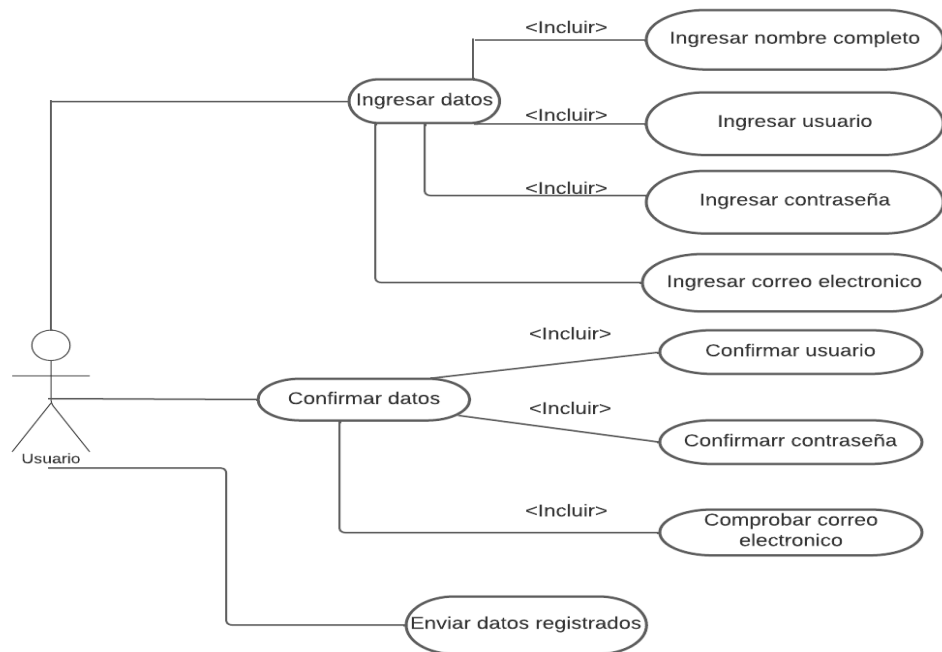 <Incluir>
Ingresar nombre completo
Ingresar datos
<Incluir>
Ingresar usuario
<Incluir>
Ingresar contraseña
Ingresar correo electronico
<Incluir>
Confirmar usuario
Confirmar datos
<Incluir>
Confirmarr contraseña
Usuario
<Incluir>
Comprobar correo
electronico
Enviar datos registrados